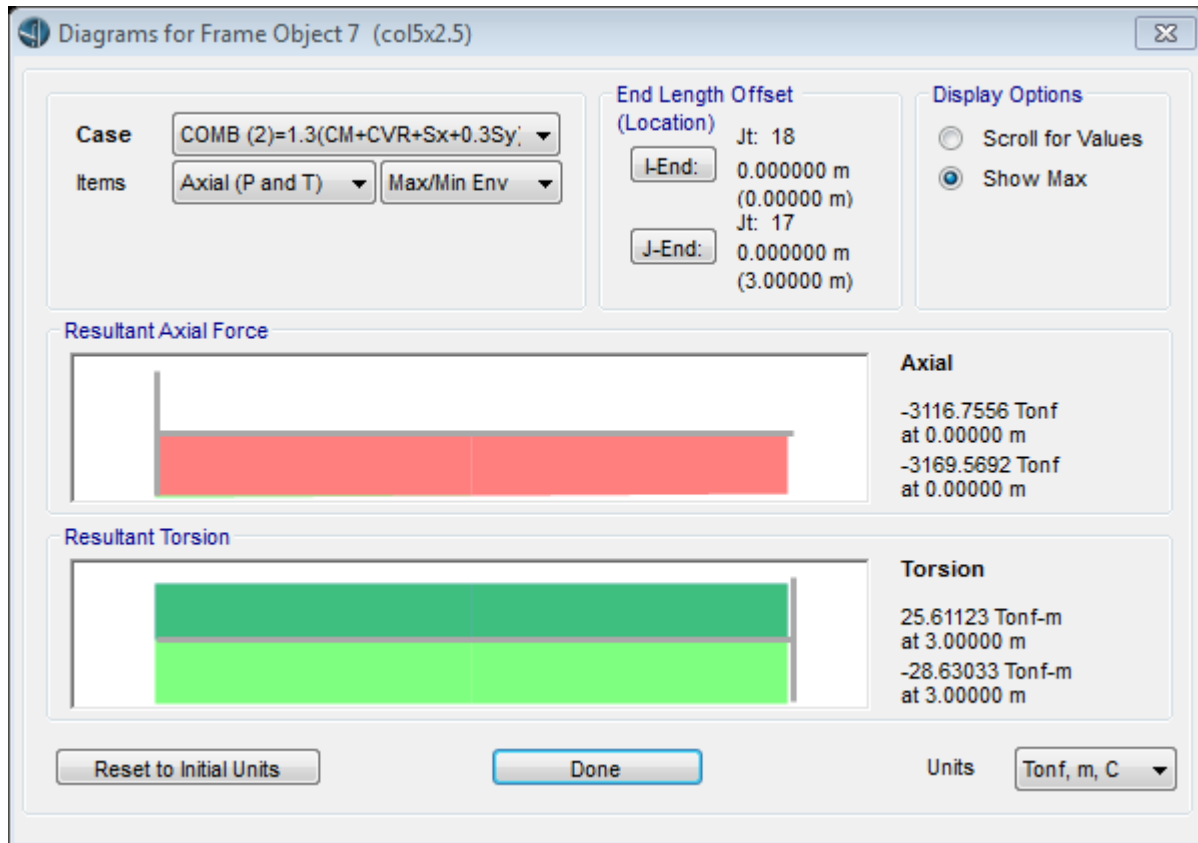 Diagrams for Frame Object 7 (col5x2.5)
Case
COMB (2)=1.3(CM+CVR+Sx+0.3Sy)
Items
Axial (P and T)
Max/Min Env
End Length Offset
(Location)
I-End:
Jt: 18
0.000000 m
(0.00000 m)
J-End:
Jt: 17
0.000000 m
(3.00000 m)
Display Options
Scroll for Values
Show Max
Resultant Axial Force
Axial
-3116.7556 Tonf
at 0.00000 m
-3169.5692 Tonf
at 0.00000 m
Resultant Torsion
Torsion
25.61123 Tonf-m
at 3.00000 m
-28.63033 Tonf-m
at 3.00000 m
Reset to Initial Units
Done
Units
Tonf, m, C